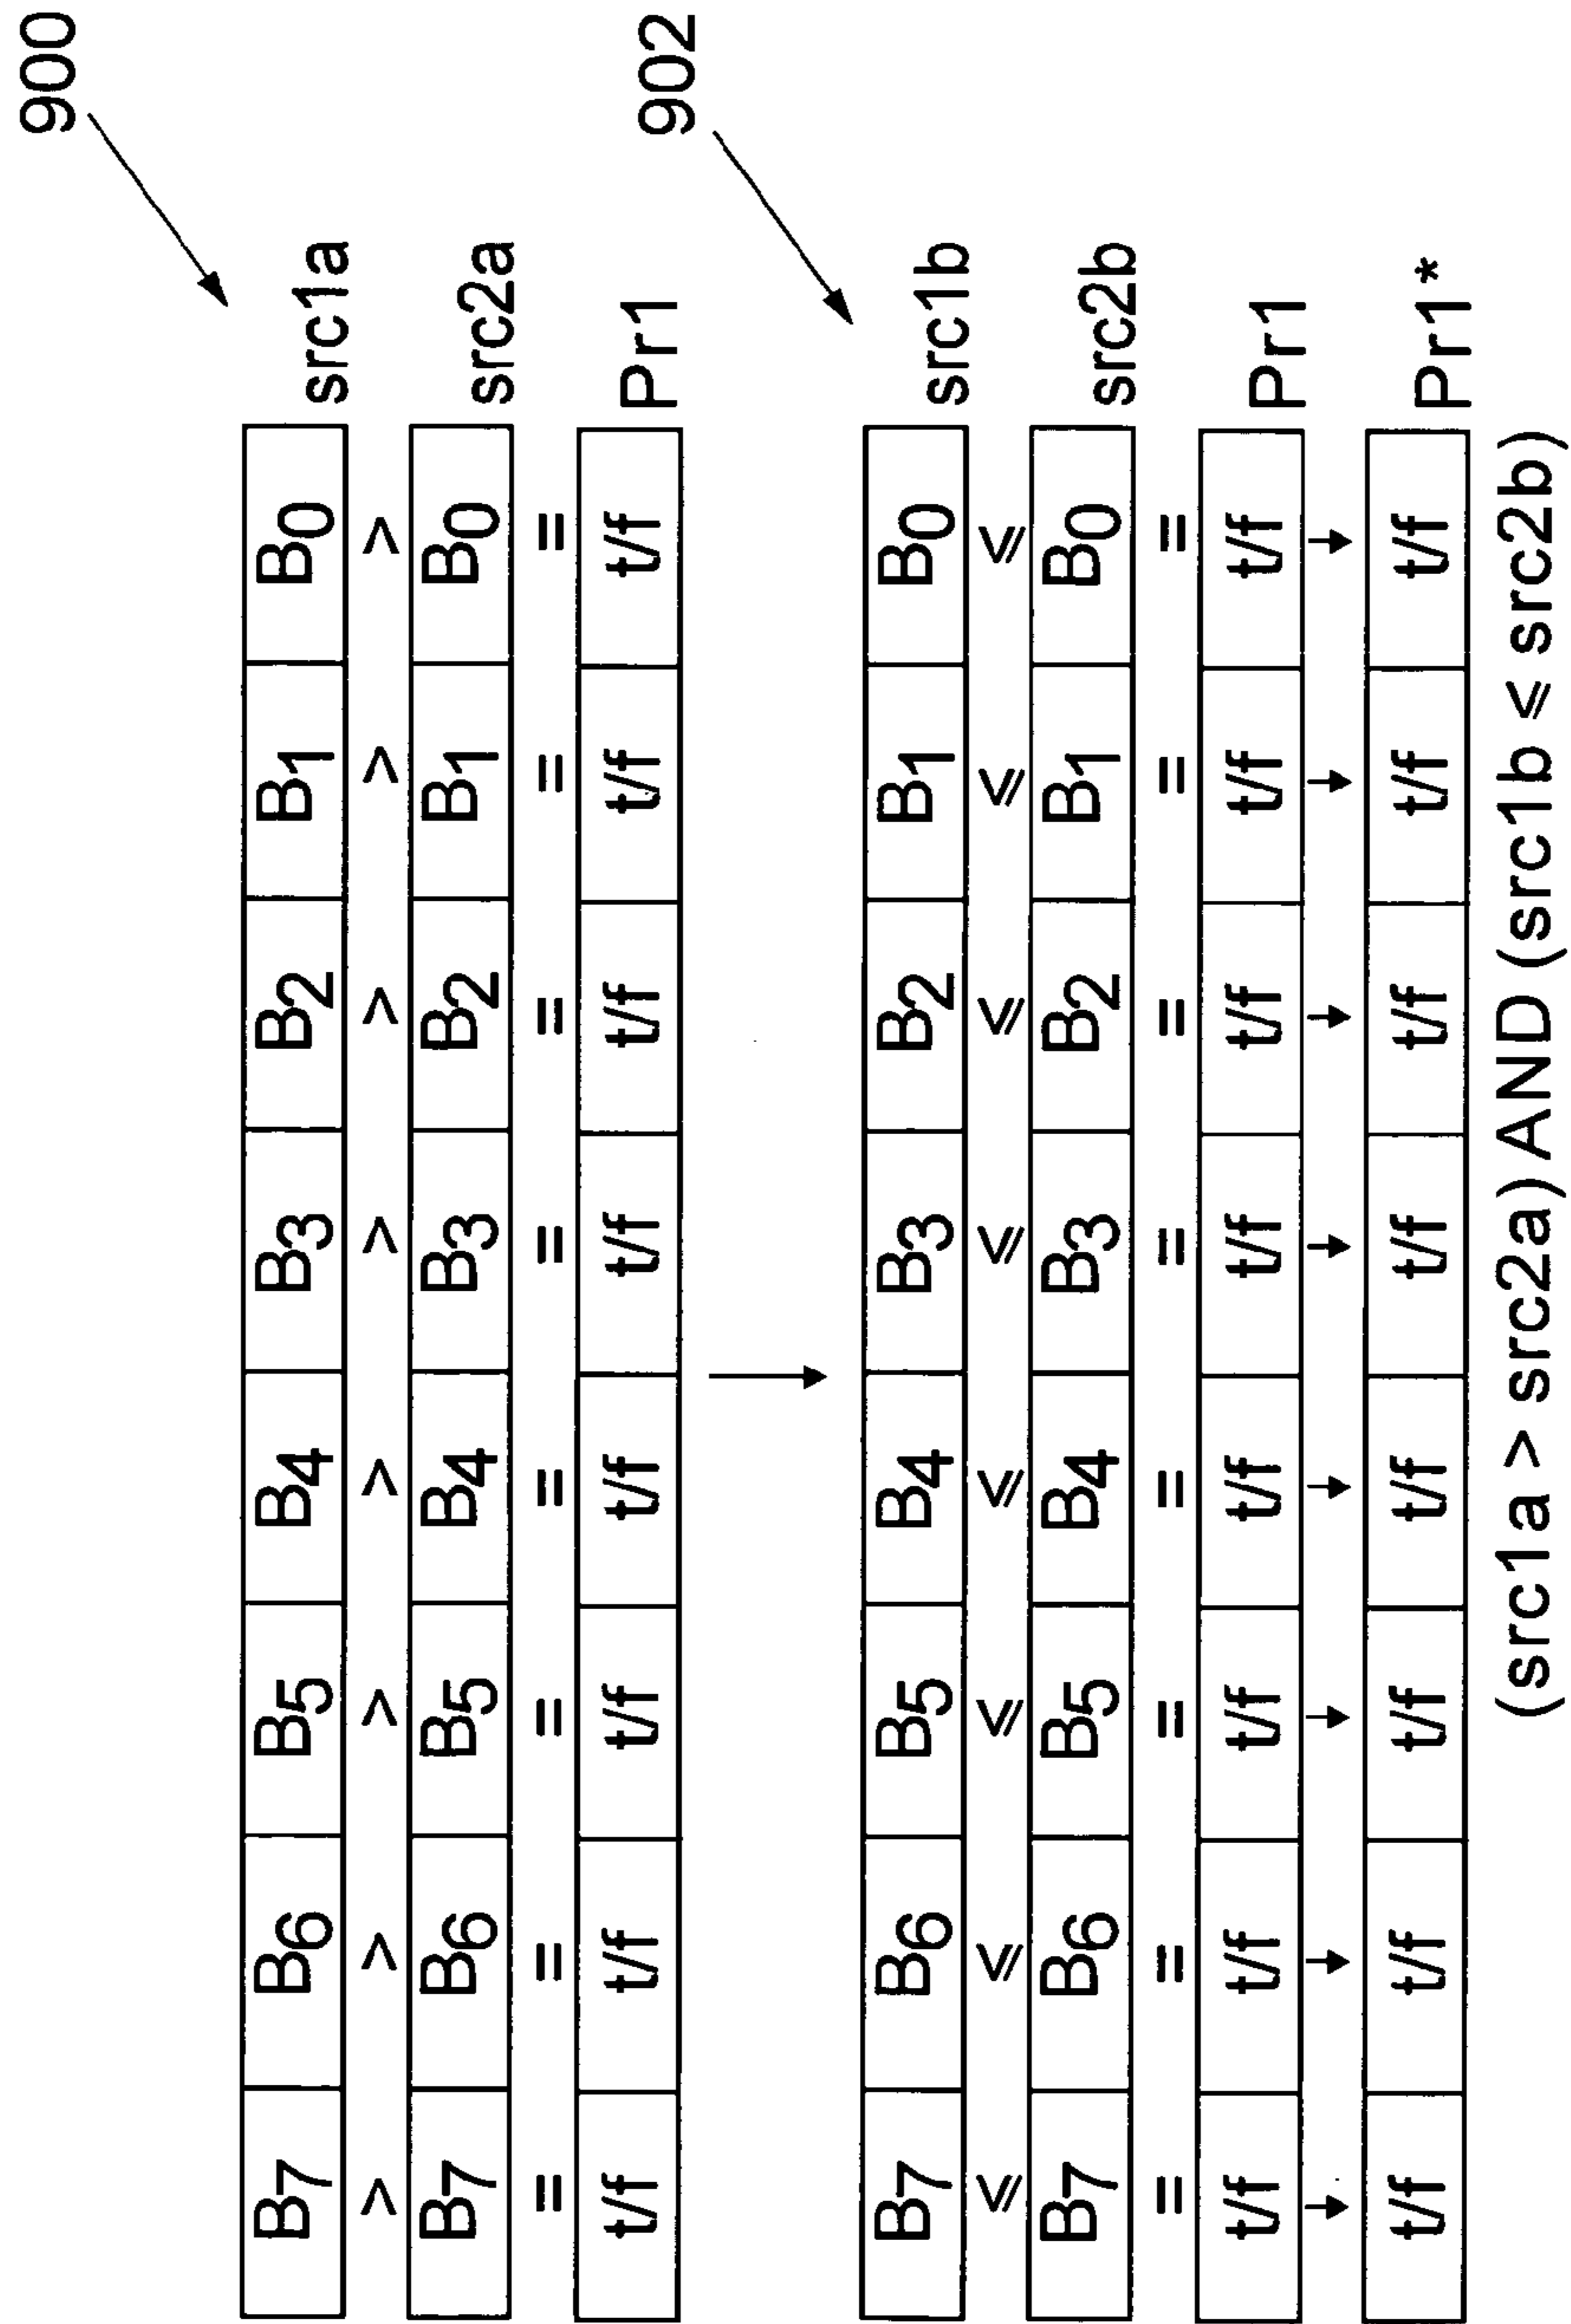 900
B7 B6 B5 B4 B3 B2 B1 B0 src1a
> > > > > > > >
B7 B6 B5 B4 B3 B2 B1 B0 src2a
= = = = = = = =
t/f t/f t/f t/f t/f t/f t/f t/f Pr1
902
B7 B6 B5 B4 B3 B2 B1 B0 src1b
≤ ≤ ≤ ≤ ≤ ≤ ≤ ≤
B7 B6 B5 B4 B3 B2 B1 B0 src2b
= = = = = = = =
t/f t/f t/f t/f t/f t/f t/f t/f Pr1
t/f t/f t/f t/f t/f t/f t/f t/f Pr1*
(src1a > src2a) AND (src1b ≤ src2b)